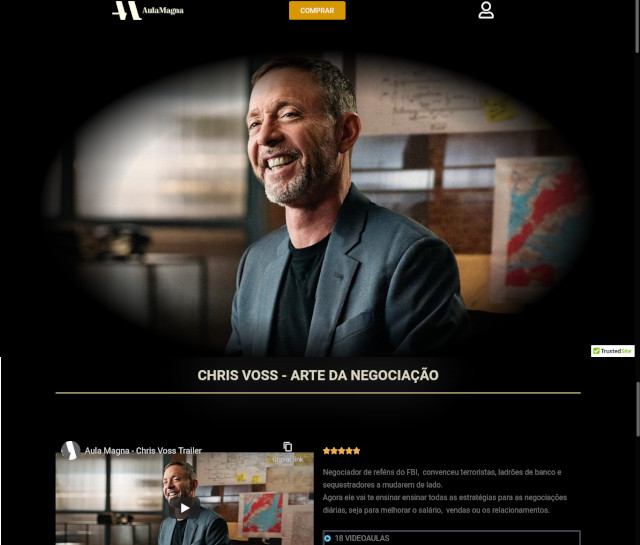 AulaMagna
COMPRAR
TrustedSite
CHRIS VOSS - ARTE DA NEGOCIAÇÃO
Aula Magna - Chris Voss Trailer
Negociador de reféns do FBI, convenceu terroristas, ladrões de banco e
sequestradores a mudarem de lado.
Agora ele vai te ensinar ensinar todas as estratégias para as negociações
diárias, seja para melhorar o salário, vendas ou os relacionamentos.
18 VIDEOAULAS